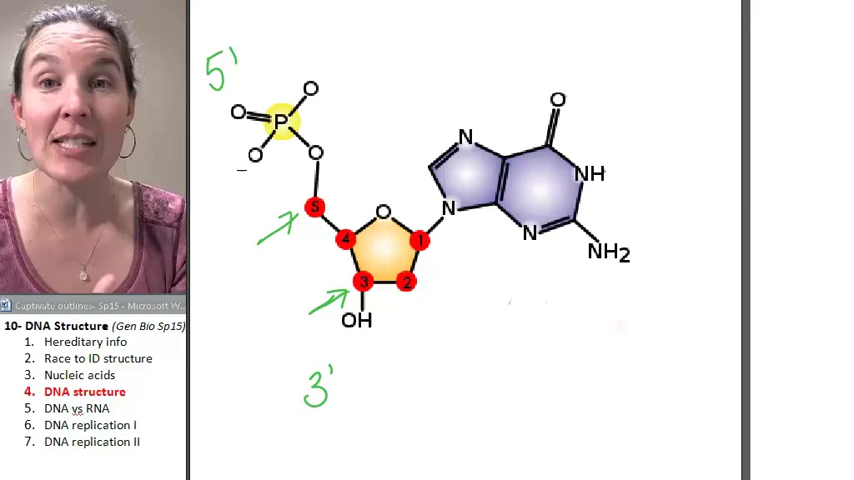 5'
O
O
P
O
O
–
5
4
O
1
3
2
OH
3'
N
N
O
NH
N
NH2
Captivate outlines- Sp15 - Microsoft W...
10- DNA Structure (Gen Bio Sp15)
1. Hereditary info
2. Race to ID structure
3. Nucleic acids
4. DNA structure
5. DNA vs RNA
6. DNA replication I
7. DNA replication II